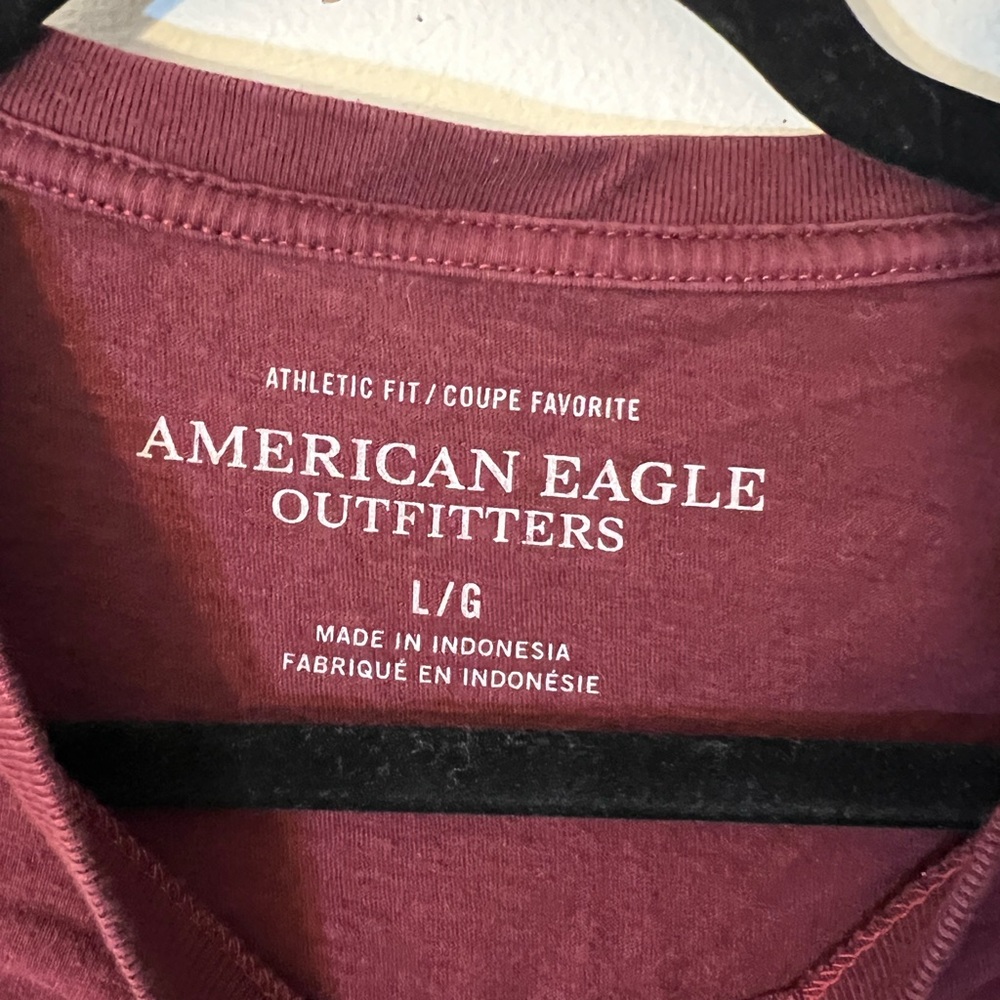 ATHLETIC FIT / COUPE FAVORITE
AMERICAN EAGLE
OUTFITTERS
L/G
MADE IN INDONESIA
FABRIQUÉ EN INDONÉSIE